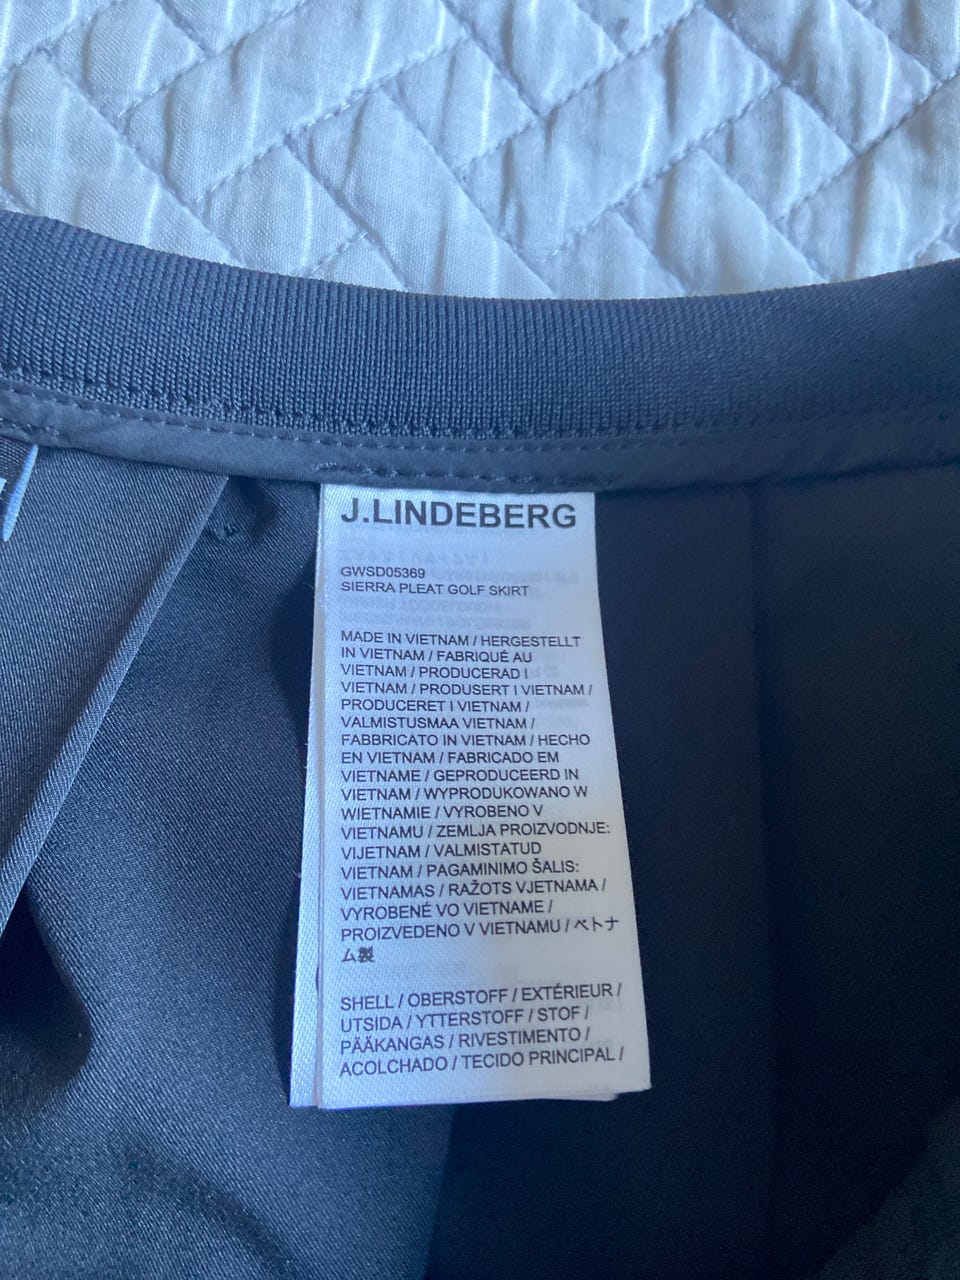 J.LINDEBERG
GWSD05369
SIERRA PLEAT GOLF SKIRT
MADE IN VIETNAM / HERGESTELLT
IN VIETNAM / FABRIQUÉ AU
VIETNAM / PRODUCERAD I
VIETNAM / PRODUSERT I VIETNAM /
PRODUCERET I VIETNAM /
VALMISTUSMAA VIETNAM /
FABBRICATO IN VIETNAM / HECHO
EN VIETNAM / FABRICADO EM
VIETNAME / GEPRODUCEERD IN
VIETNAM / WYPRODUKOWANO W
WIETNAMIE / VYROBENO V
VIETNAMU / ZEMLJA PROIZVODNJE:
VIJETNAM / VALMISTATUD
VIETNAM / PAGAMINIMO ŠALIS:
VIETNAMAS / RAŽOTS VJETNAMA /
VYROBENÉ VO VIETNAME /
PROIZVEDENO V VIETNAMU / ベトナ
ム製
SHELL / OBERSTOFF / EXTÉRIEUR /
UTSIDA / YTTERSTOFF / STOF /
PÄÄKANGAS / RIVESTIMENTO /
ACOLCHADO / TECIDO PRINCIPAL /